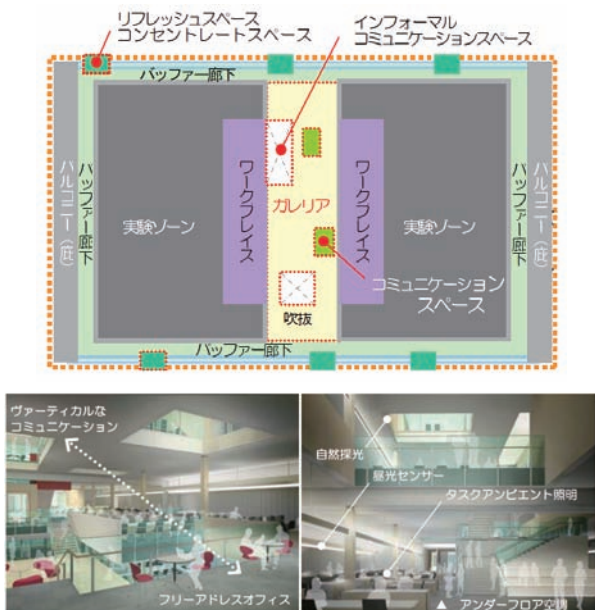 リフレッシュスペース
コンセントレートスペース
インフォーマル
コミュニケーションスペース
バッファー廊下
バルコニー（庇）
バッファー廊下
実験ゾーン
ワークプレイス
ガレリア
ワークプレイス
実験ゾーン
バッファー廊下
バルコニー（庇）
コミュニケーション
スペース
吹抜
バッファー廊下
ヴァーティカルな
コミュニケーション
フリーアドレスオフィス
自然採光
昼光センサー
タスクアンビエント照明
▲ アンダーフロア空調